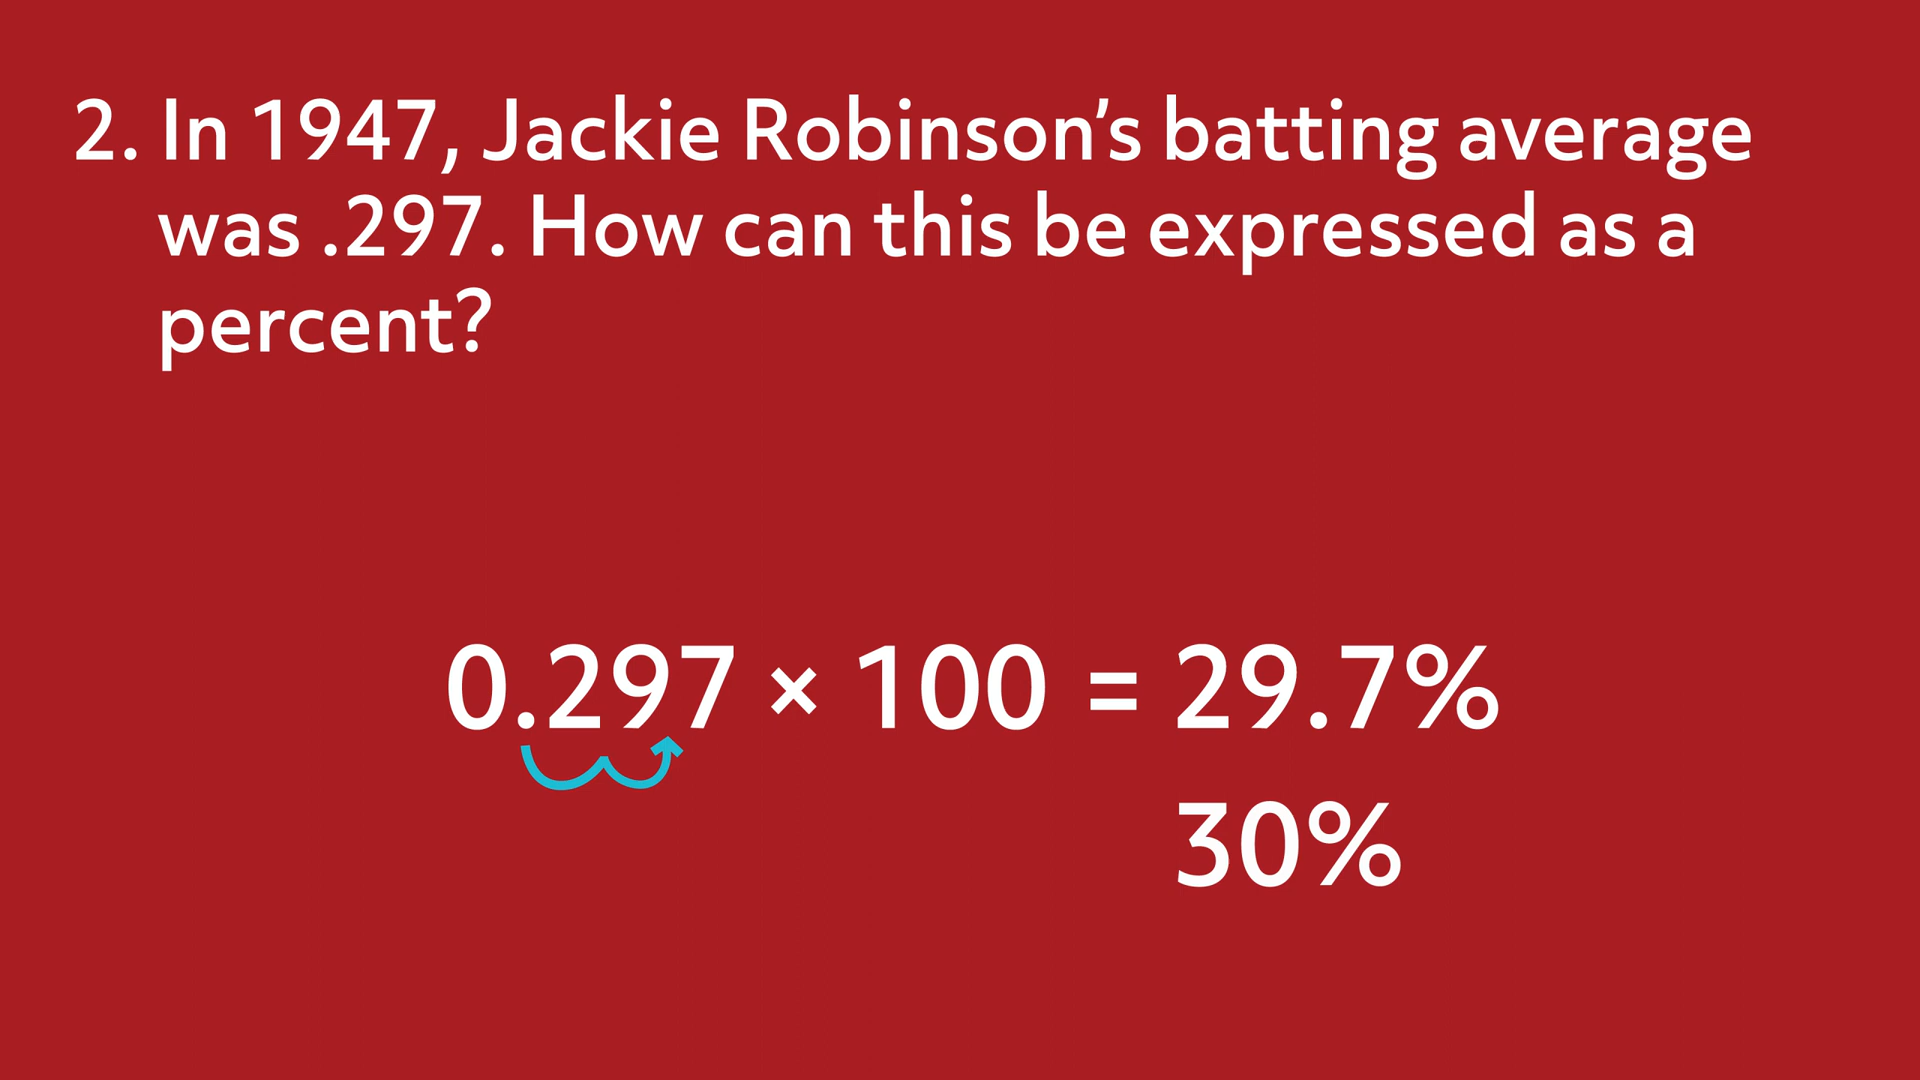 2. In 1947, Jackie Robinson’s batting average
was .297. How can this be expressed as a
percent?
0.297 × 100 = 29.7%
30%